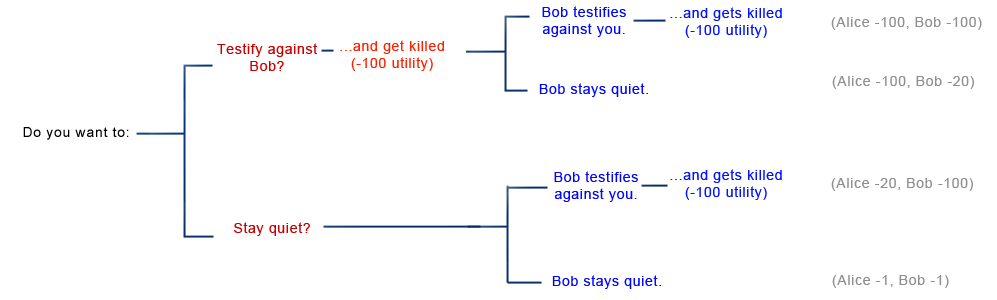 Do you want to:
Testify against
Bob?
...and get killed
(-100 utility)
Bob testifies
against you.
...and gets killed
(-100 utility)
(Alice -100, Bob -100)
Bob stays quiet.
(Alice -100, Bob -20)
Stay quiet?
Bob testifies
against you.
...and gets killed
(-100 utility)
(Alice -20, Bob -100)
Bob stays quiet.
(Alice -1, Bob -1)